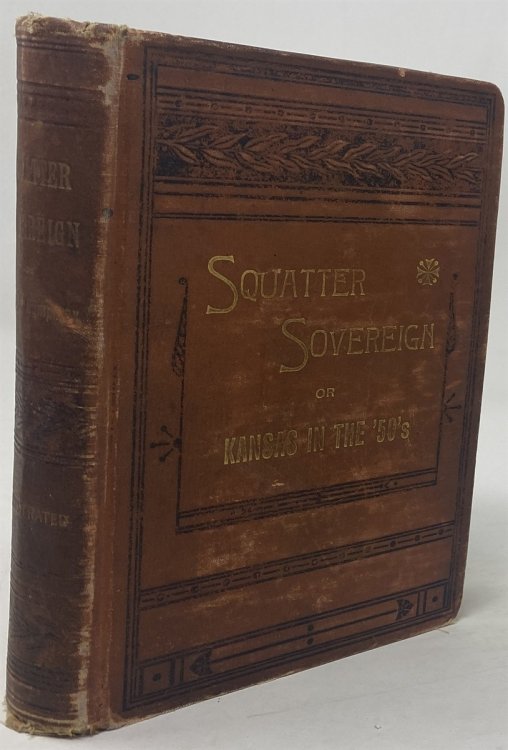 SQUATTER
SOVEREIGN
OR
KANSAS IN THE '50's